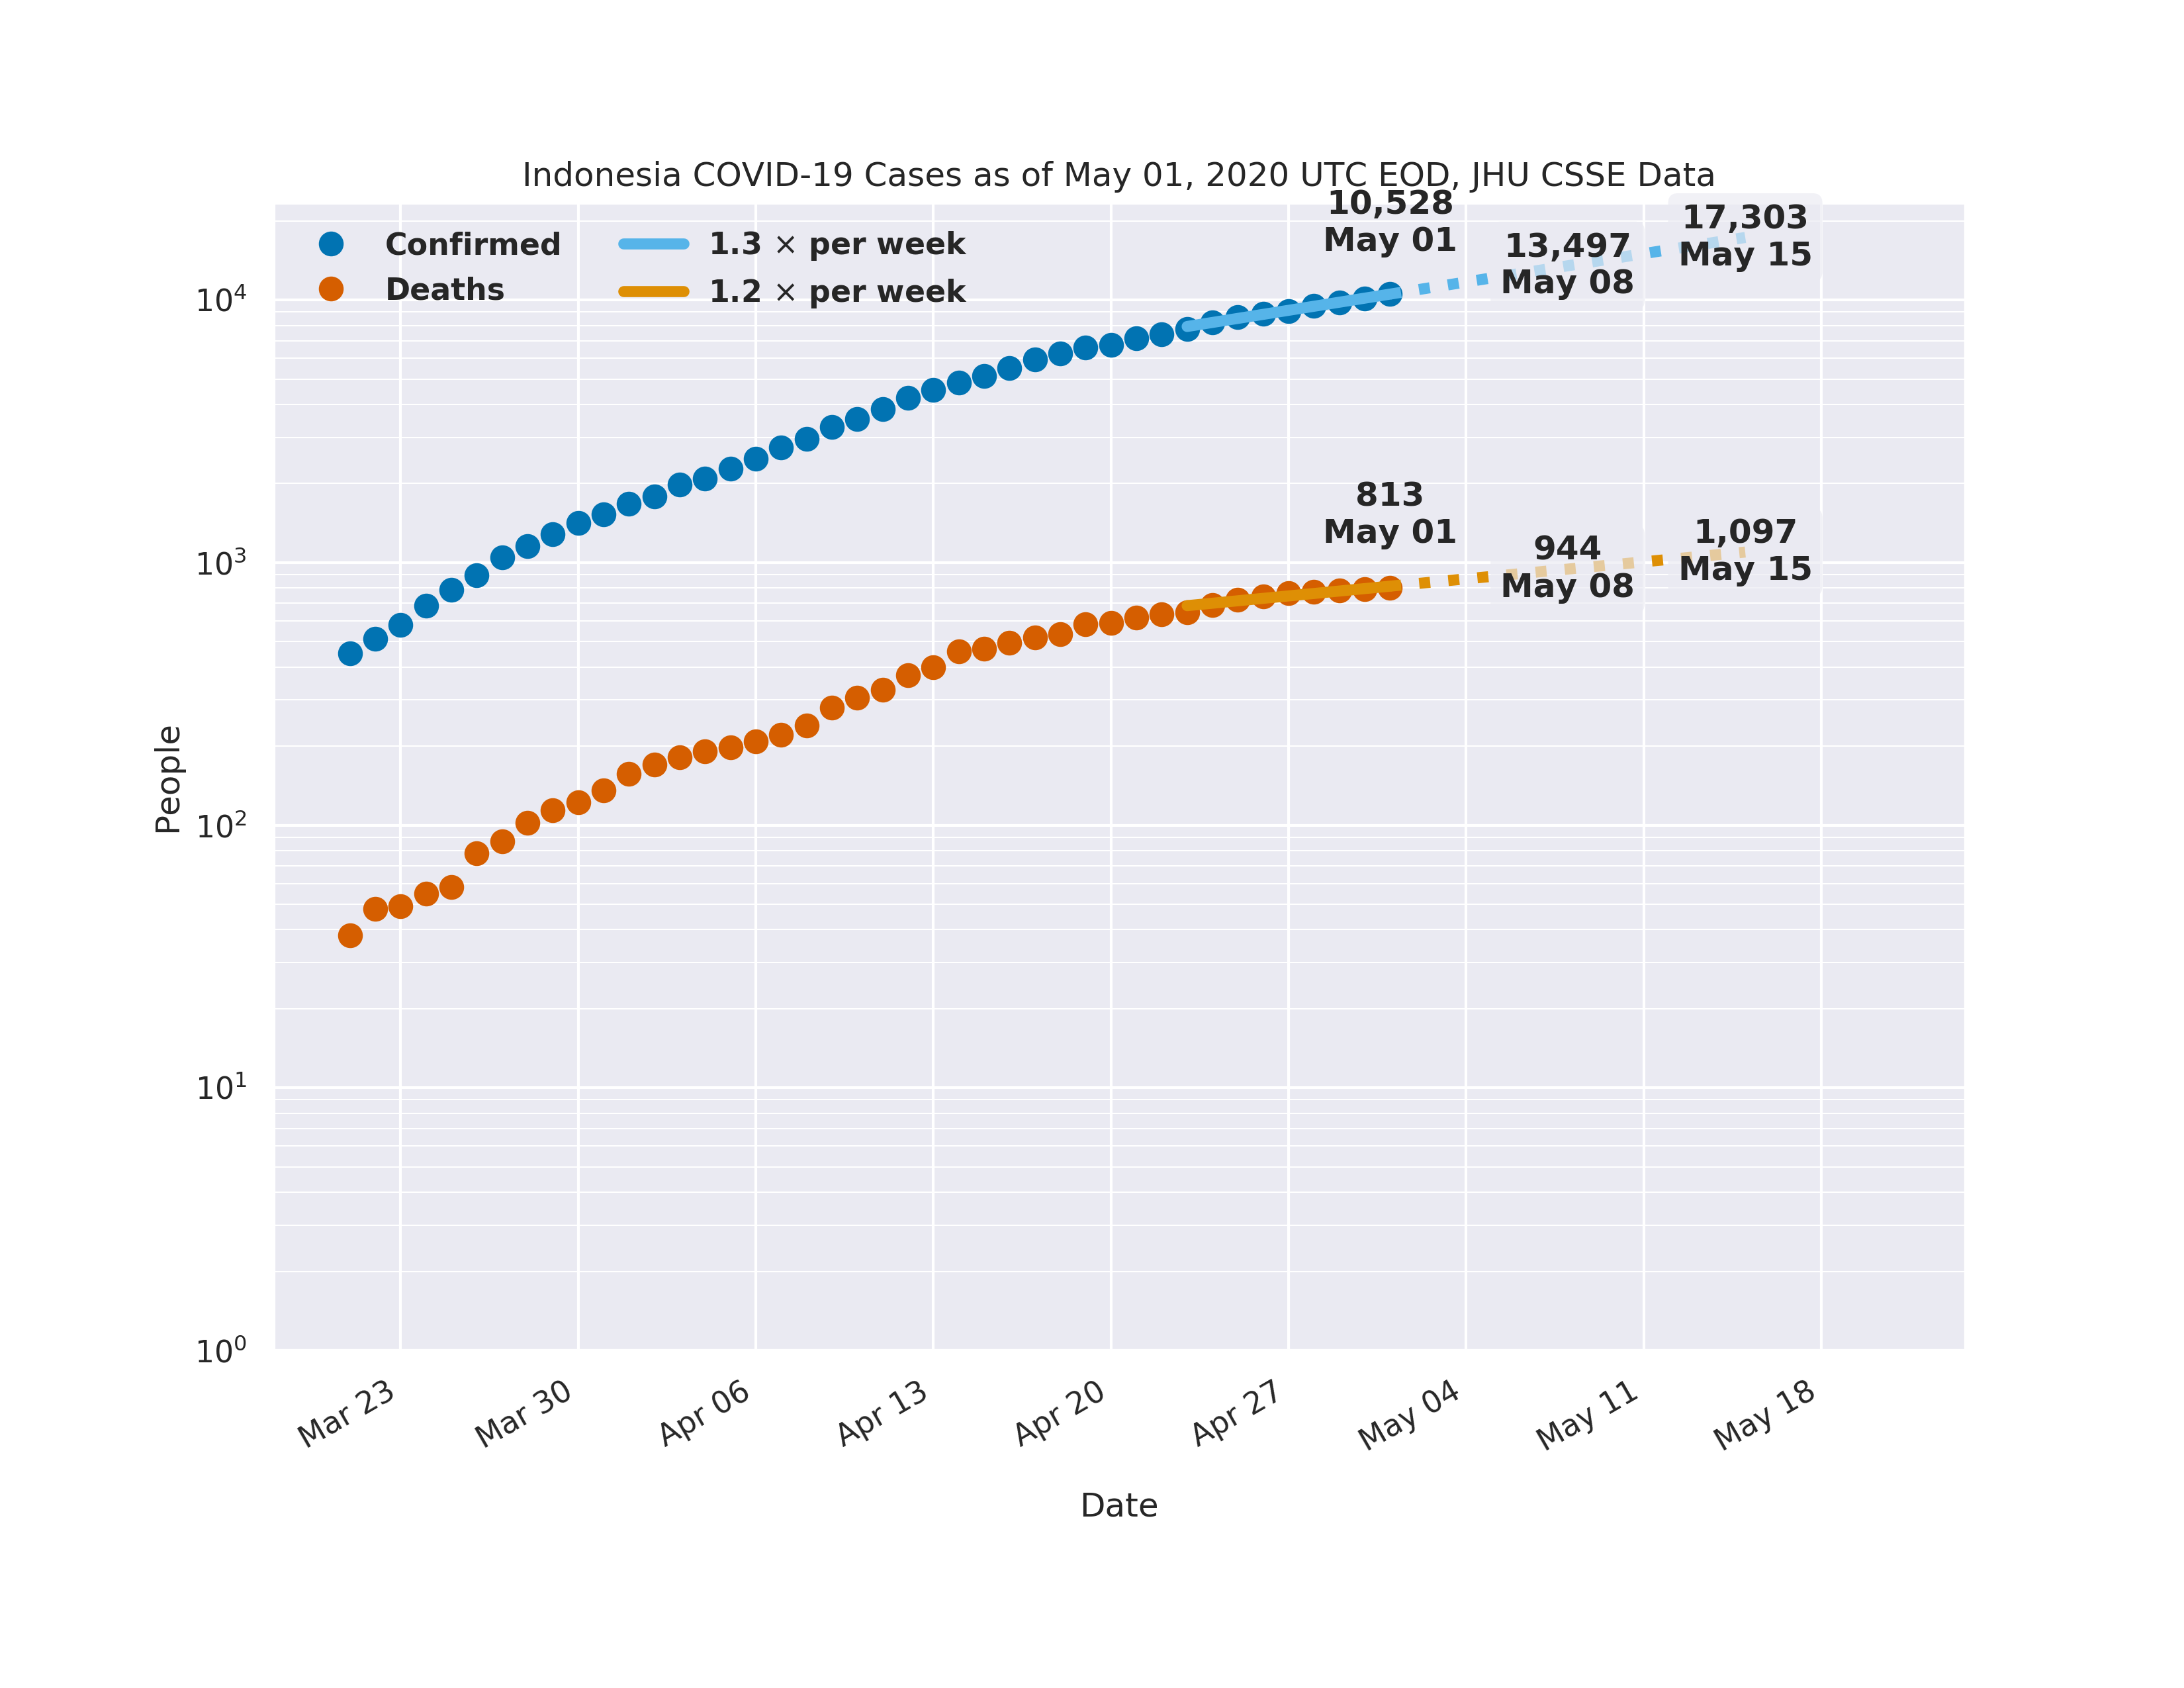 Indonesia COVID-19 Cases as of May 01, 2020 UTC EOD, JHU CSSE Data
Confirmed
Deaths
1.3 × per week
1.2 × per week
10,528
May 01
13,497
May 08
17,303
May 15
813
May 01
944
May 08
1,097
May 15
People
10⁴
10³
10²
10¹
10⁰
Mar 23
Mar 30
Apr 06
Apr 13
Apr 20
Apr 27
May 04
May 11
May 18
Date